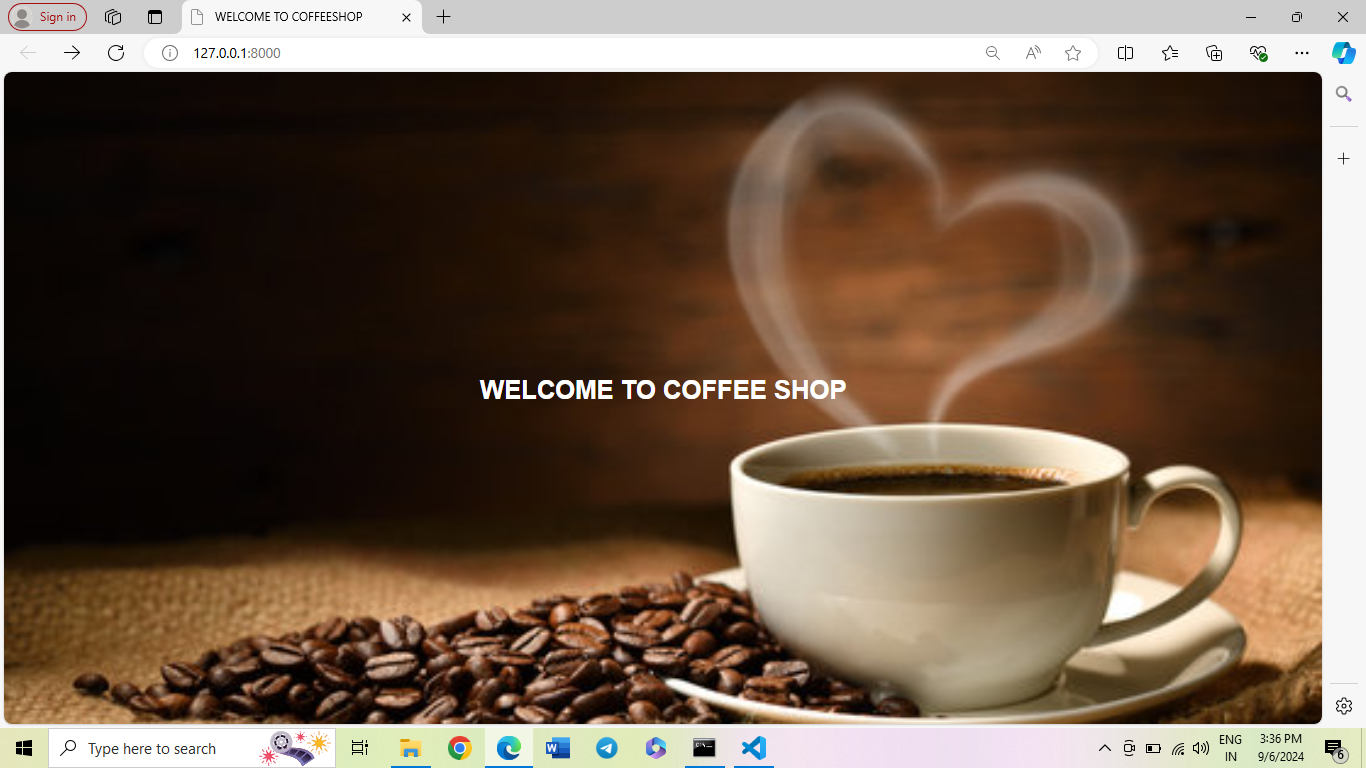 Sign in
WELCOME TO COFFEESHOP
127.0.0.1:8000
WELCOME TO COFFEE SHOP
Type here to search
ENG
IN
3:36 PM
9/6/2024
6